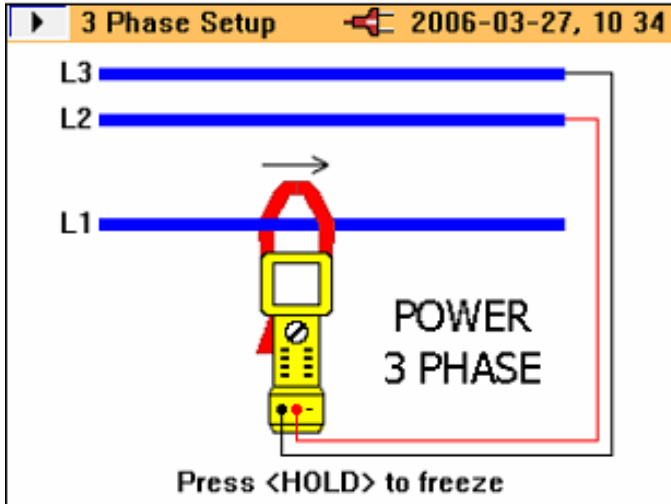 3 Phase Setup 2006-03-27, 10 34
L3
L2
L1
POWER
3 PHASE
Press <HOLD> to freeze